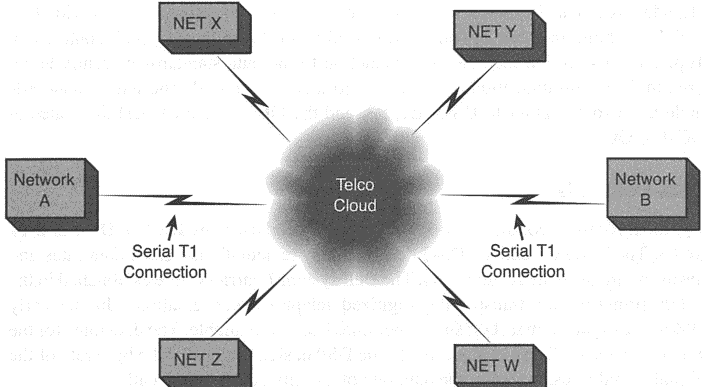 NET X
NET Y
Network
A
Telco
Cloud
Network
B
Serial T1
Connection
Serial T1
Connection
NET Z
NET W